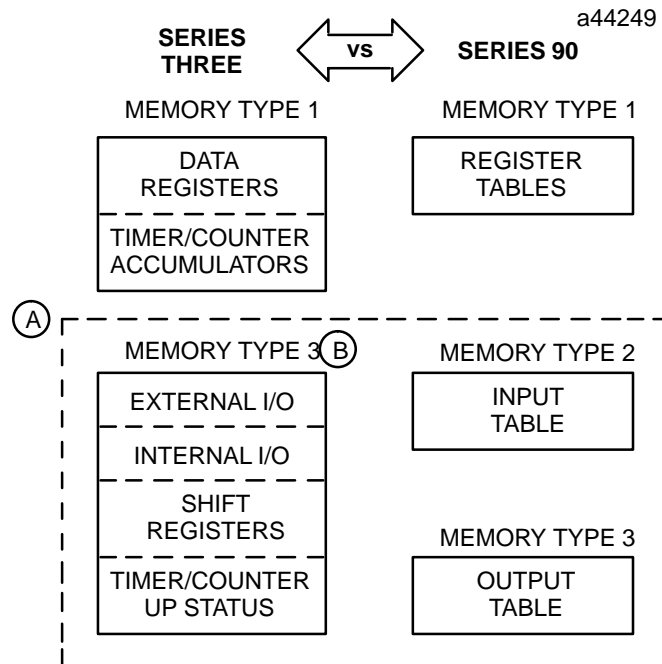 a44249
SERIES
THREE
vs
SERIES 90
MEMORY TYPE 1
DATA
REGISTERS
TIMER/COUNTER
ACCUMULATORS
MEMORY TYPE 1
REGISTER
TABLES
A
MEMORY TYPE 3
B
EXTERNAL I/O
INTERNAL I/O
SHIFT
REGISTERS
TIMER/COUNTER
UP STATUS
MEMORY TYPE 2
INPUT
TABLE
MEMORY TYPE 3
OUTPUT
TABLE